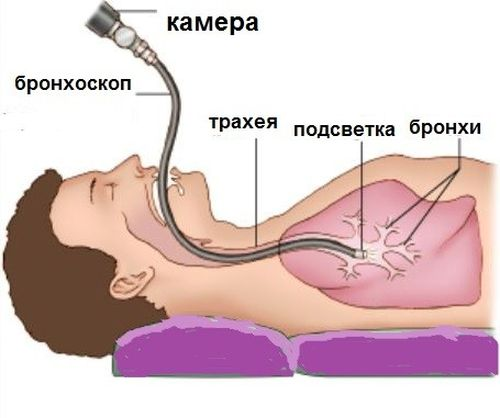 камера
бронхоскоп
трахея
подсветка
бронхи